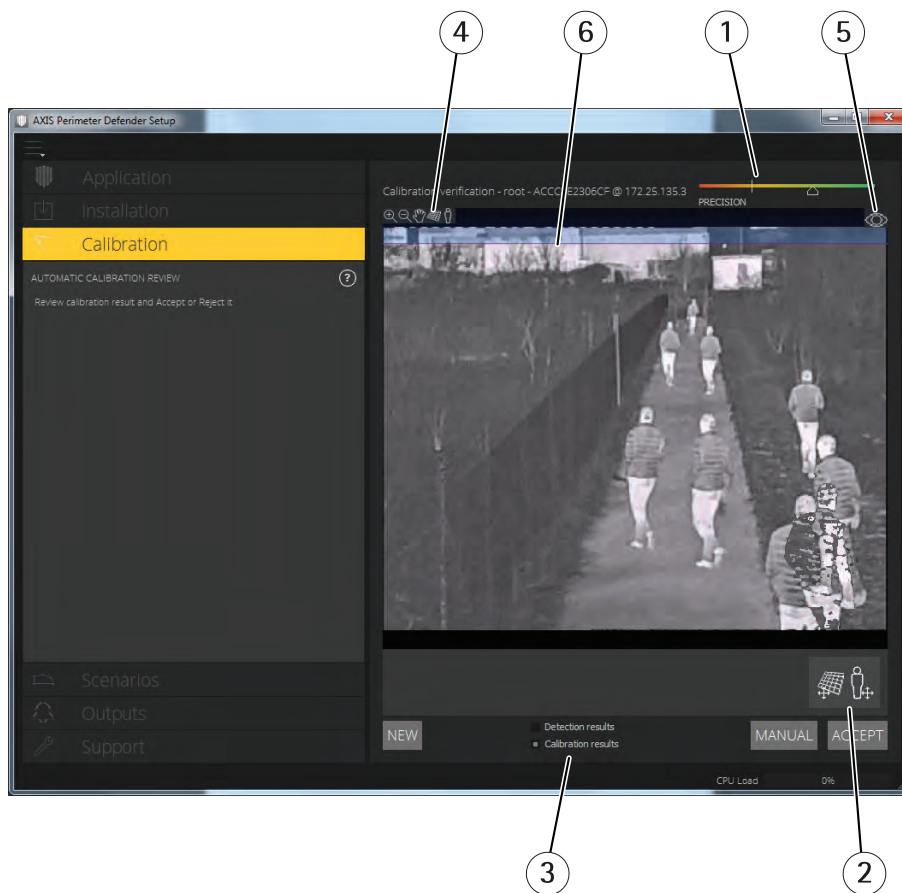 4
6
1
5
AXIS Perimeter Defender Setup
Application
Installation
Calibration
AUTOMATIC CALIBRATION REVIEW
?
Review calibration result and Accept or Reject it
Scenarios
Outputs
Support
Calibration verification - root - ACCC8E2306CF @ 172.25.135.3
PRECISION
NEW
Detection results
Calibration results
MANUAL
ACCEPT
CPU Load
0%
3
2